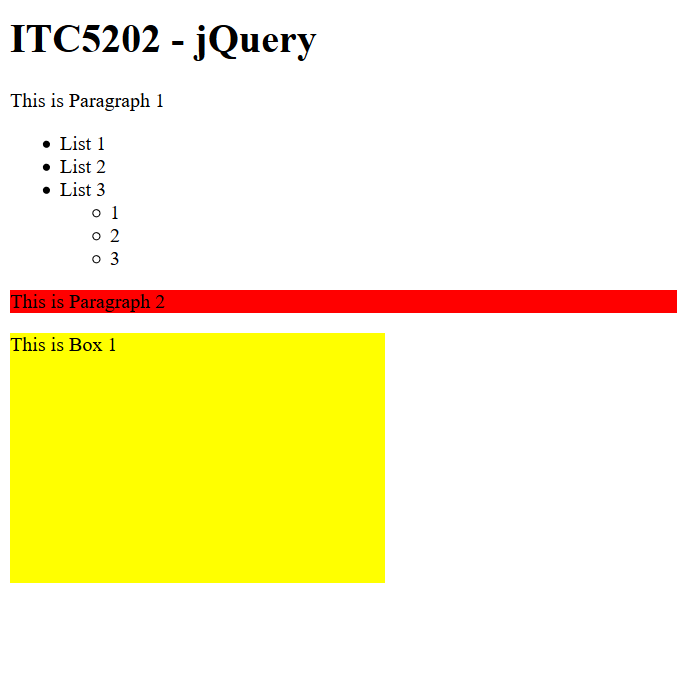 ITC5202 - jQuery
This is Paragraph 1
List 1
List 2
List 3
1
2
3
This is Paragraph 2
This is Box 1